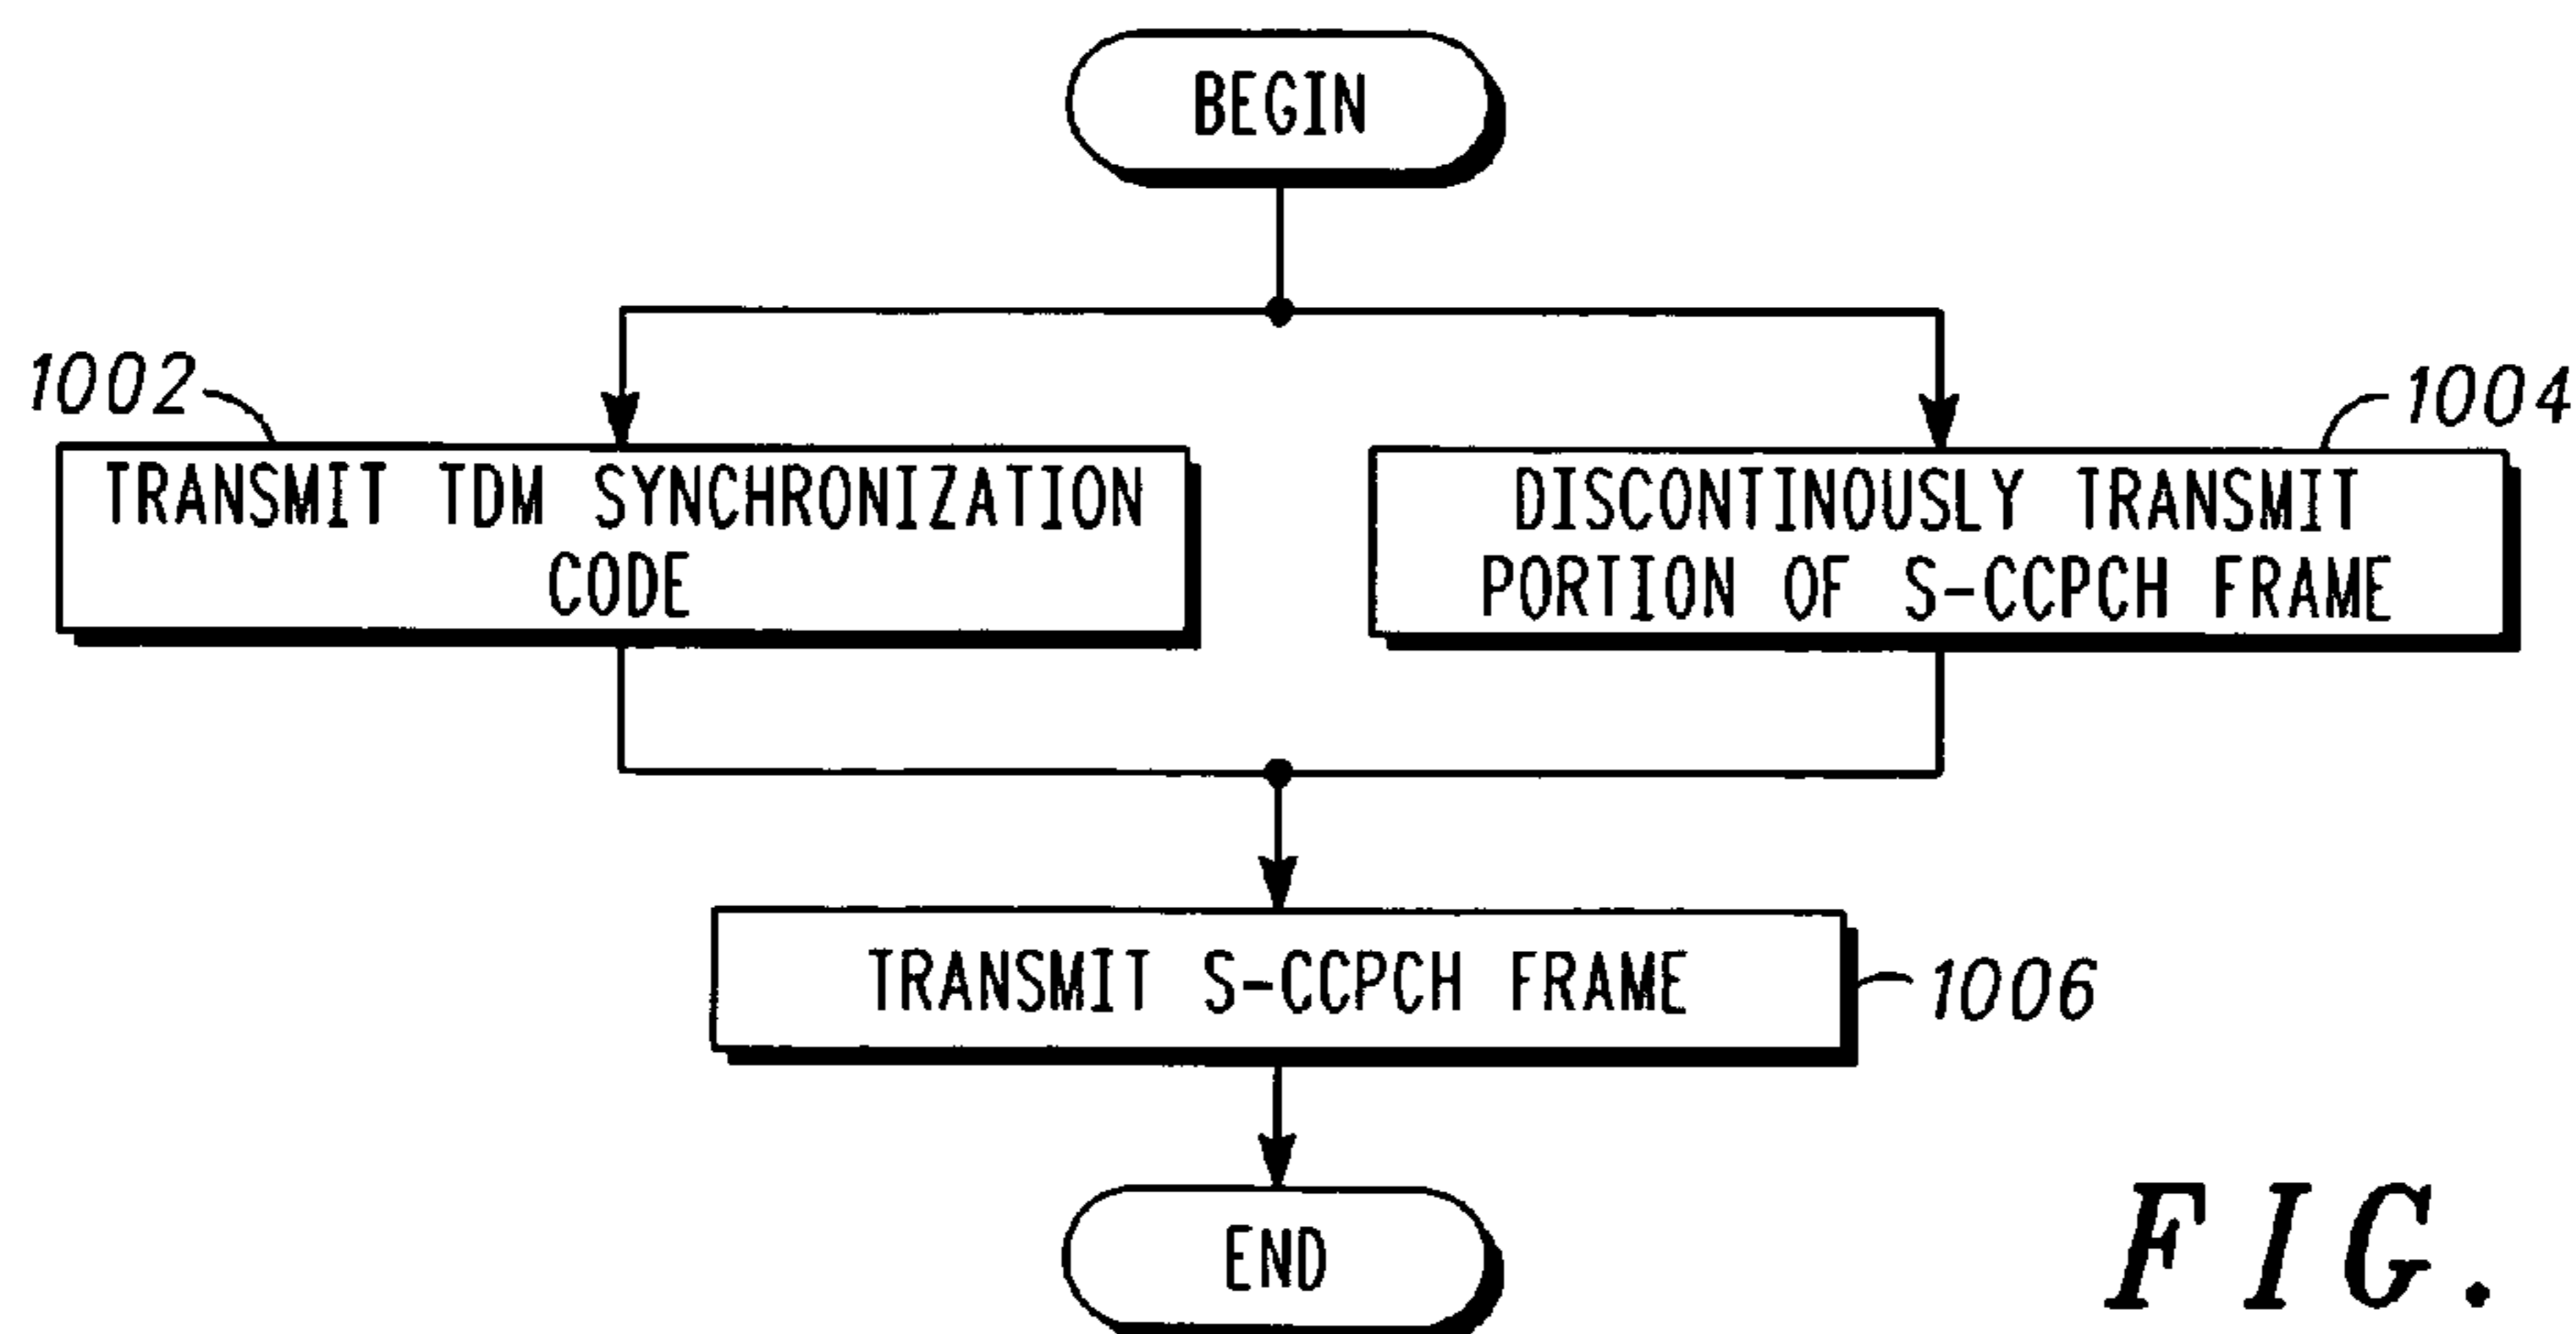 BEGIN
1002
1004
TRANSMIT TDM SYNCHRONIZATION
CODE
DISCONTINOUSLY TRANSMIT
PORTION OF S-CCPCH FRAME
TRANSMIT S-CCPCH FRAME
1006
END
FIG.